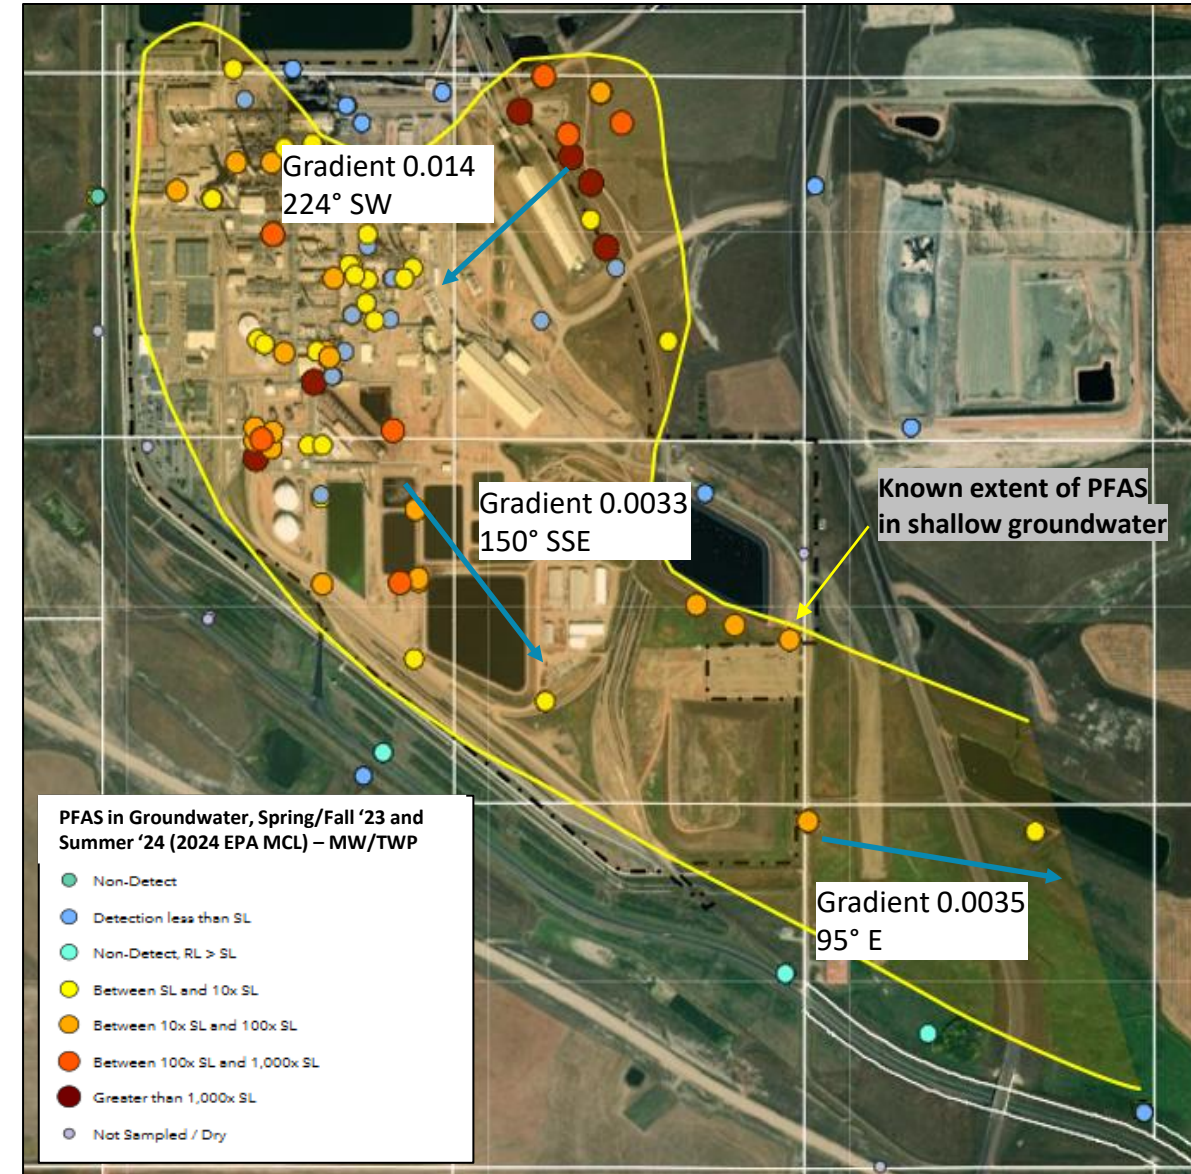 Gradient 0.014
224° SW
Gradient 0.0033
150° SSE
Known extent of PFAS
in shallow groundwater
Gradient 0.0035
95° E
PFAS in Groundwater, Spring/Fall ‘23 and
Summer ‘24 (2024 EPA MCL) – MW/TWP
Non-Detect
Detection less than SL
Non-Detect, RL > SL
Between SL and 10x SL
Between 10x SL and 100x SL
Between 100x SL and 1,000x SL
Greater than 1,000x SL
Not Sampled / Dry